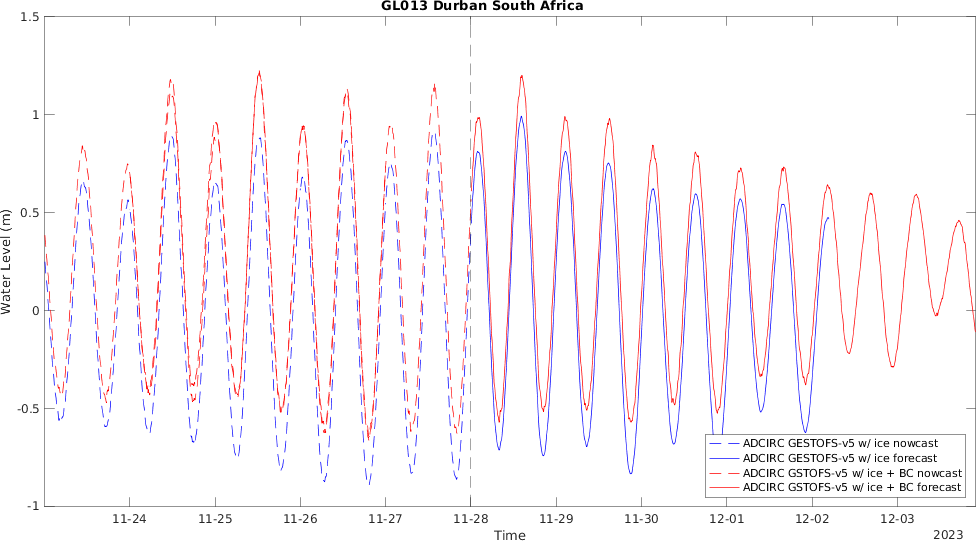 GL013 Durban South Africa
1.5
1
0.5
0
-0.5
-1
Water Level (m)
11-24 11-25 11-26 11-27 11-28 11-29 11-30 12-01 12-02 12-03
Time
2023
ADCIRC GESTOFS-v5 w/ ice nowcast
ADCIRC GESTOFS-v5 w/ ice forecast
ADCIRC GSTOFS-v5 w/ ice + BC nowcast
ADCIRC GSTOFS-v5 w/ ice + BC forecast